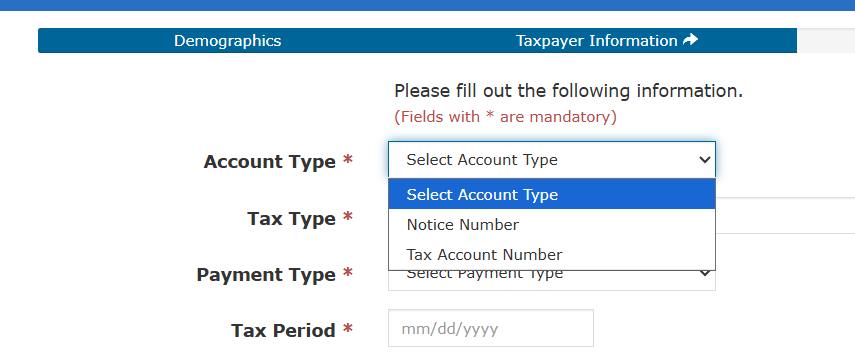 Demographics
Taxpayer Information
Please fill out the following information.
(Fields with * are mandatory)
Account Type *
Select Account Type
Select Account Type
Notice Number
Tax Account Number
Tax Type *
Payment Type *
Select Payment Type
Tax Period *
mm/dd/yyyy